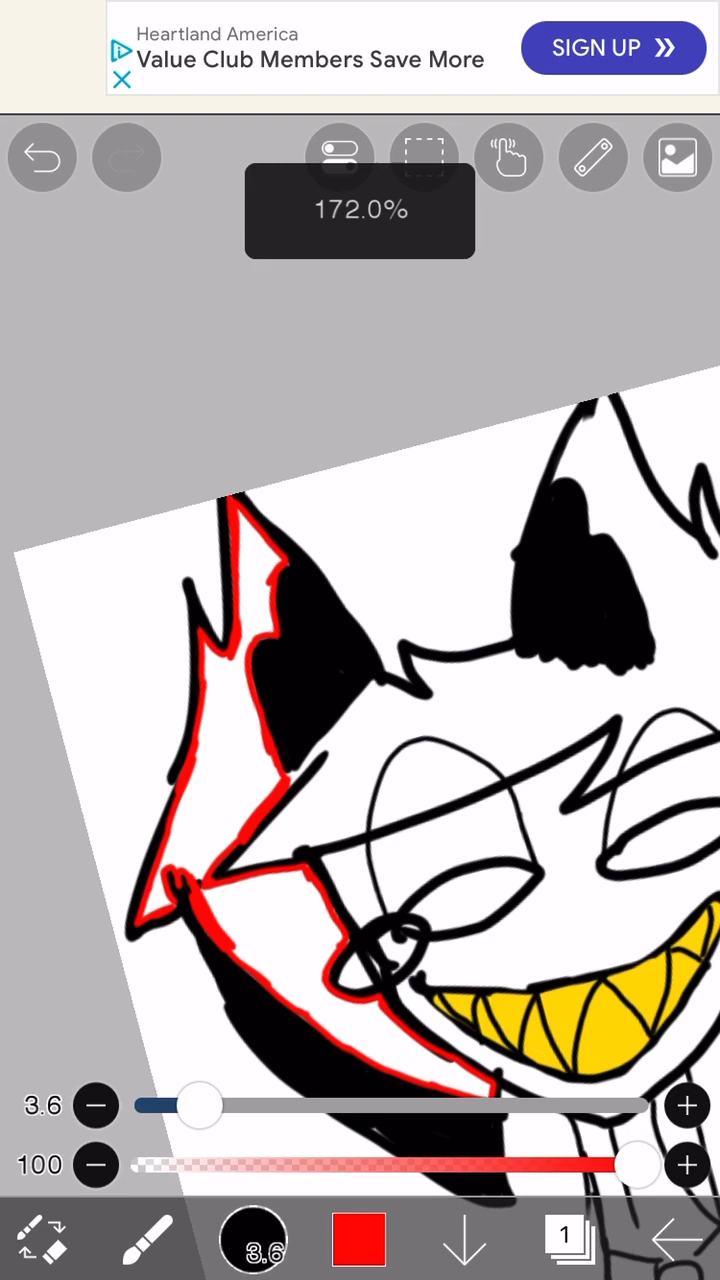 Heartland America
Value Club Members Save More
SIGN UP
172.0%
3.6
100
3.6
1